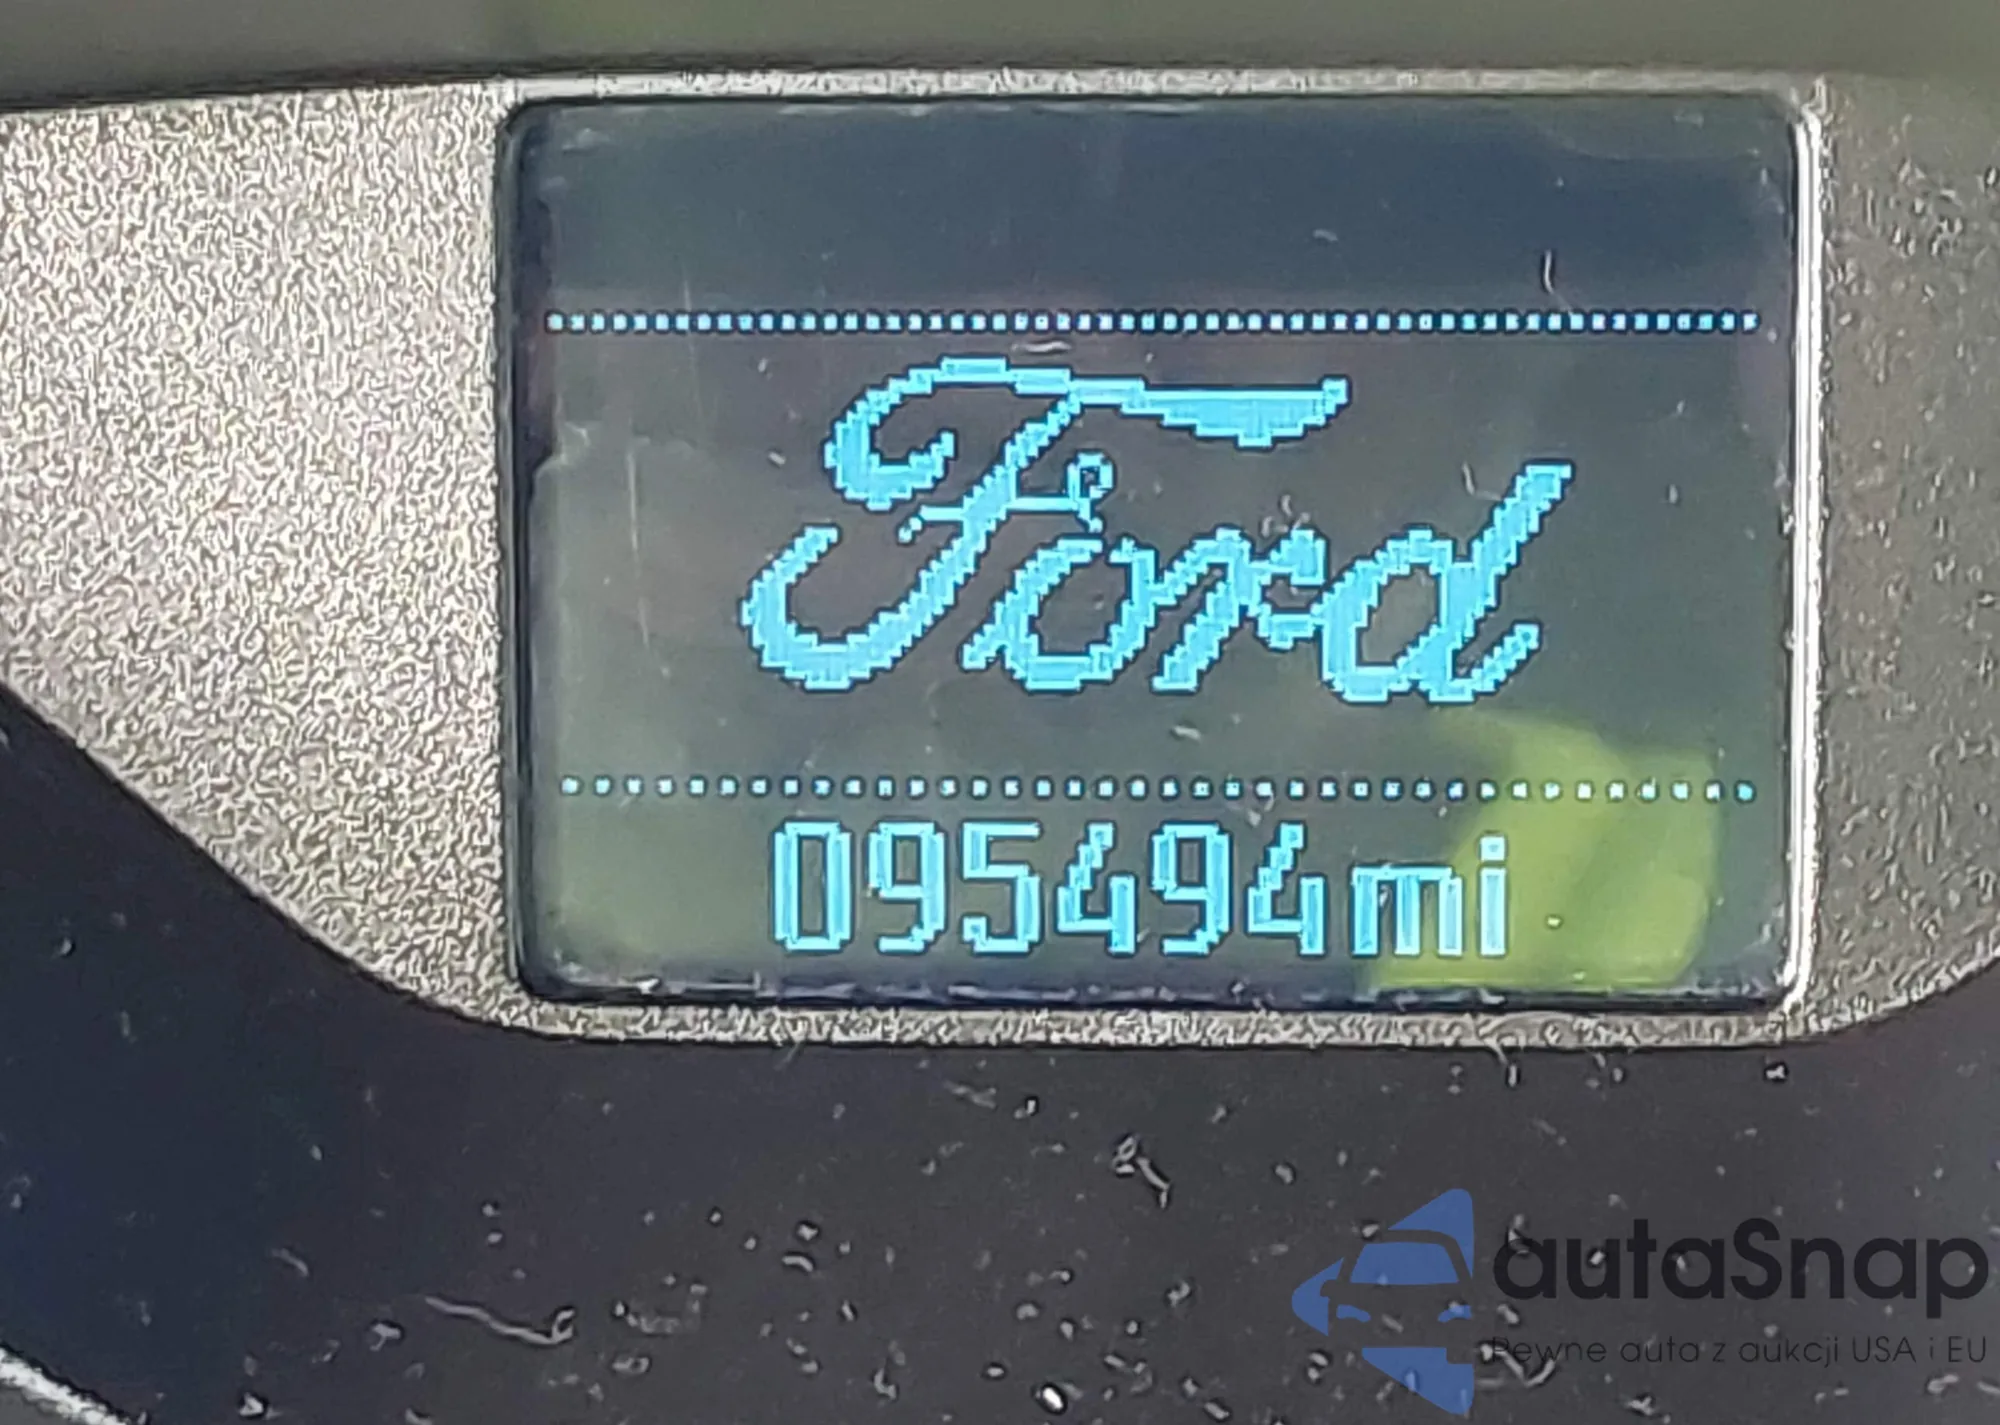 Ford
095494mi
autaSnap
Pewne auta z aukcji USA i EU